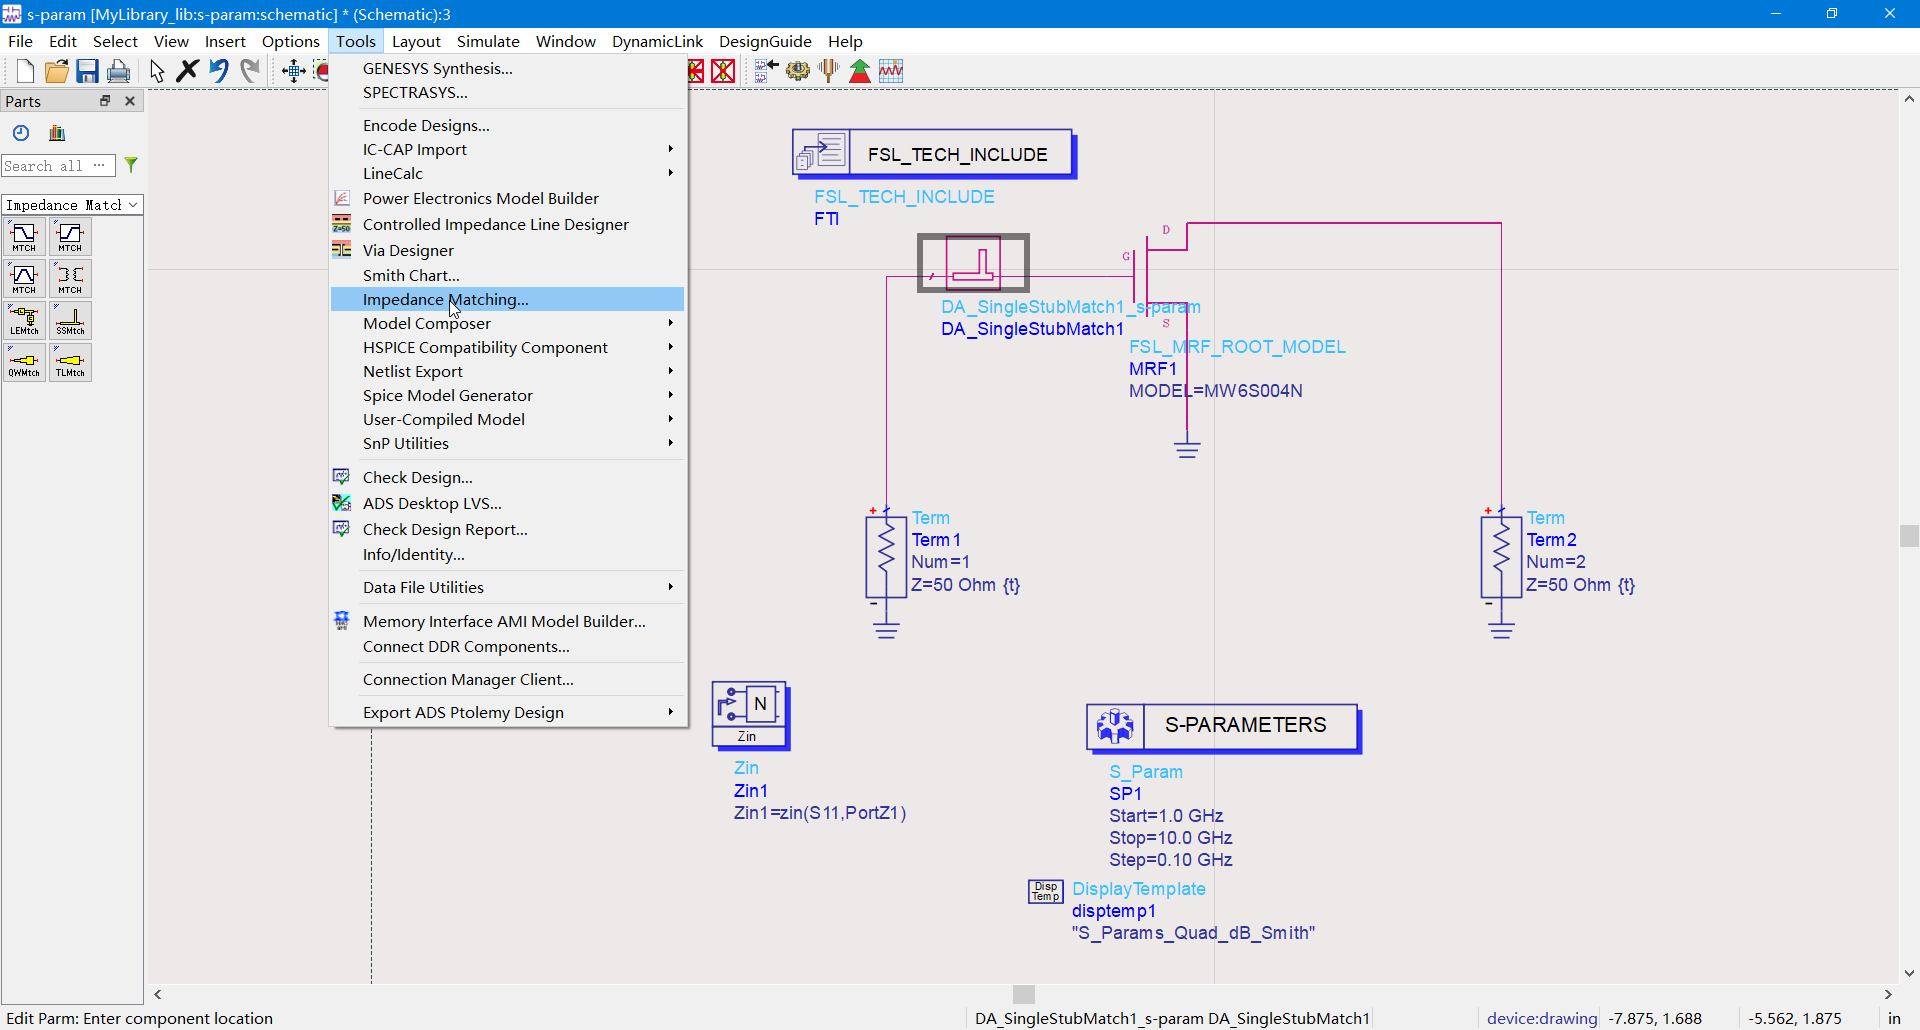 s-param [MyLibrary_lib:s-param:schematic] * (Schematic):3
File Edit Select View Insert Options Tools Layout Simulate Window DynamicLink DesignGuide Help
Parts
Search all ...
Impedance Matc
MTCH MTCH
MTCH MTCH
LEMtch SSMtch
QWMtch TLMtch
GENESYS Synthesis...
SPECTRASYS...
Encode Designs...
IC-CAP Import
LineCalc
Power Electronics Model Builder
Z=50 Controlled Impedance Line Designer
Via Designer
Smith Chart...
Impedance Matching...
Model Composer
HSPICE Compatibility Component
Netlist Export
Spice Model Generator
User-Compiled Model
SnP Utilities
Check Design...
ADS Desktop LVS...
Check Design Report...
Info/Identity...
Data File Utilities
Memory Interface AMI Model Builder...
Connect DDR Components...
Connection Manager Client...
Export ADS Ptolemy Design
FSL_TECH_INCLUDE
FSL_TECH_INCLUDE
FTI
D
G
S
DA_SingleStubMatch1_s-param
DA_SingleStubMatch1
FSL_MRF_ROOT_MODEL
MRF1
MODEL=MW6S004N
+
-
Term
Term1
Num=1
Z=50 Ohm {t}
+
-
Term
Term2
Num=2
Z=50 Ohm {t}
N
Zin
Zin
Zin1
Zin1=zin(S11,PortZ1)
S-PARAMETERS
S_Param
SP1
Start=1.0 GHz
Stop=10.0 GHz
Step=0.10 GHz
Disp
Temp
DisplayTemplate
disptemp1
"S_Params_Quad_dB_Smith"
Edit Parm: Enter component location
DA_SingleStubMatch1_s-param DA_SingleStubMatch1
device:drawing
-7.875, 1.688
-5.562, 1.875
in